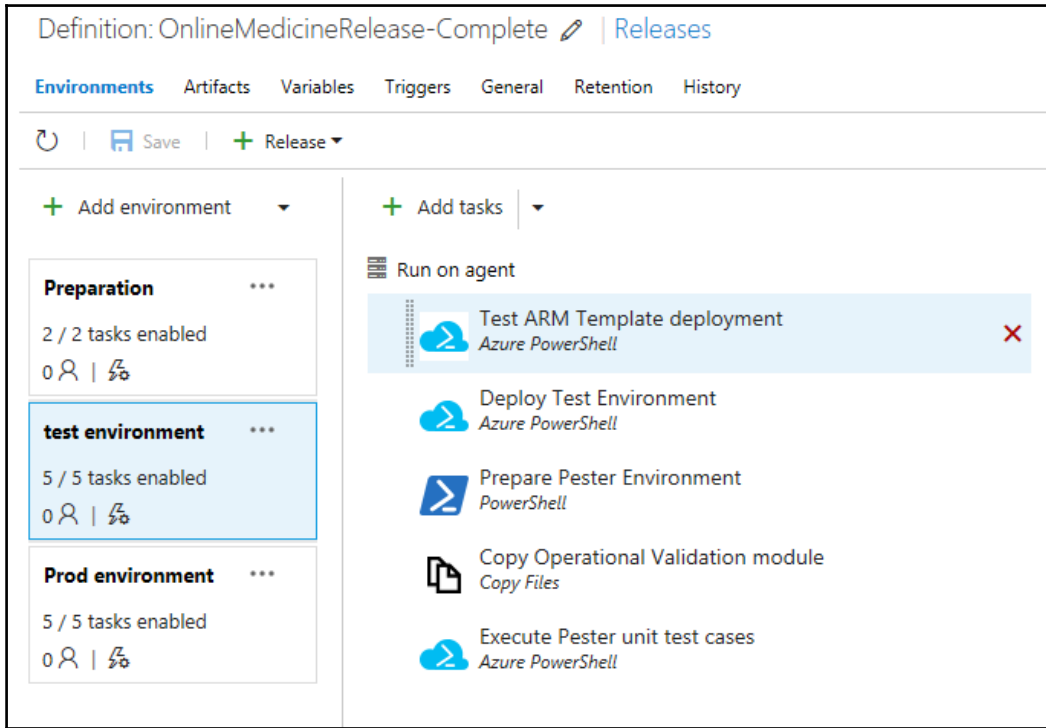 Definition: OnlineMedicineRelease-Complete | Releases
Environments Artifacts Variables Triggers General Retention History
Save + Release
+ Add environment
+ Add tasks
Preparation ...
2 / 2 tasks enabled
0 |
test environment ...
5 / 5 tasks enabled
0 |
Prod environment ...
5 / 5 tasks enabled
0 |
Run on agent
Test ARM Template deployment
Azure PowerShell
Deploy Test Environment
Azure PowerShell
Prepare Pester Environment
PowerShell
Copy Operational Validation module
Copy Files
Execute Pester unit test cases
Azure PowerShell